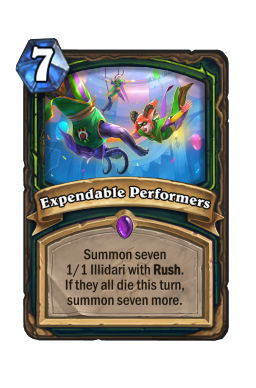 7
Expendable Performers
Summon seven
1/1 Illidari with Rush.
If they all die this turn,
summon seven more.